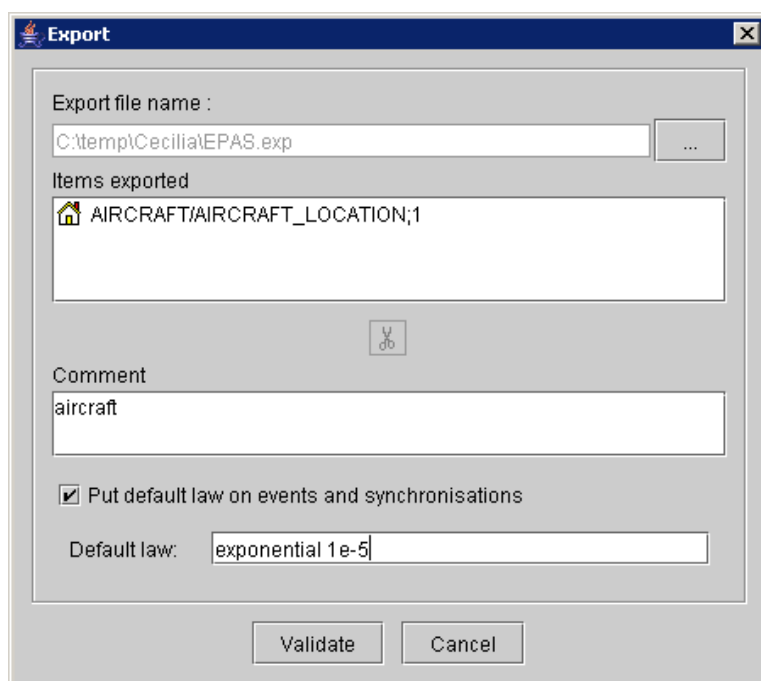 Export
Export file name :
C:\temp\Cecilia\EPAS.exp
...
Items exported
AIRCRAFT/AIRCRAFT_LOCATION;1
Comment
aircraft
Put default law on events and synchronisations
Default law: exponential 1e-5
Validate Cancel